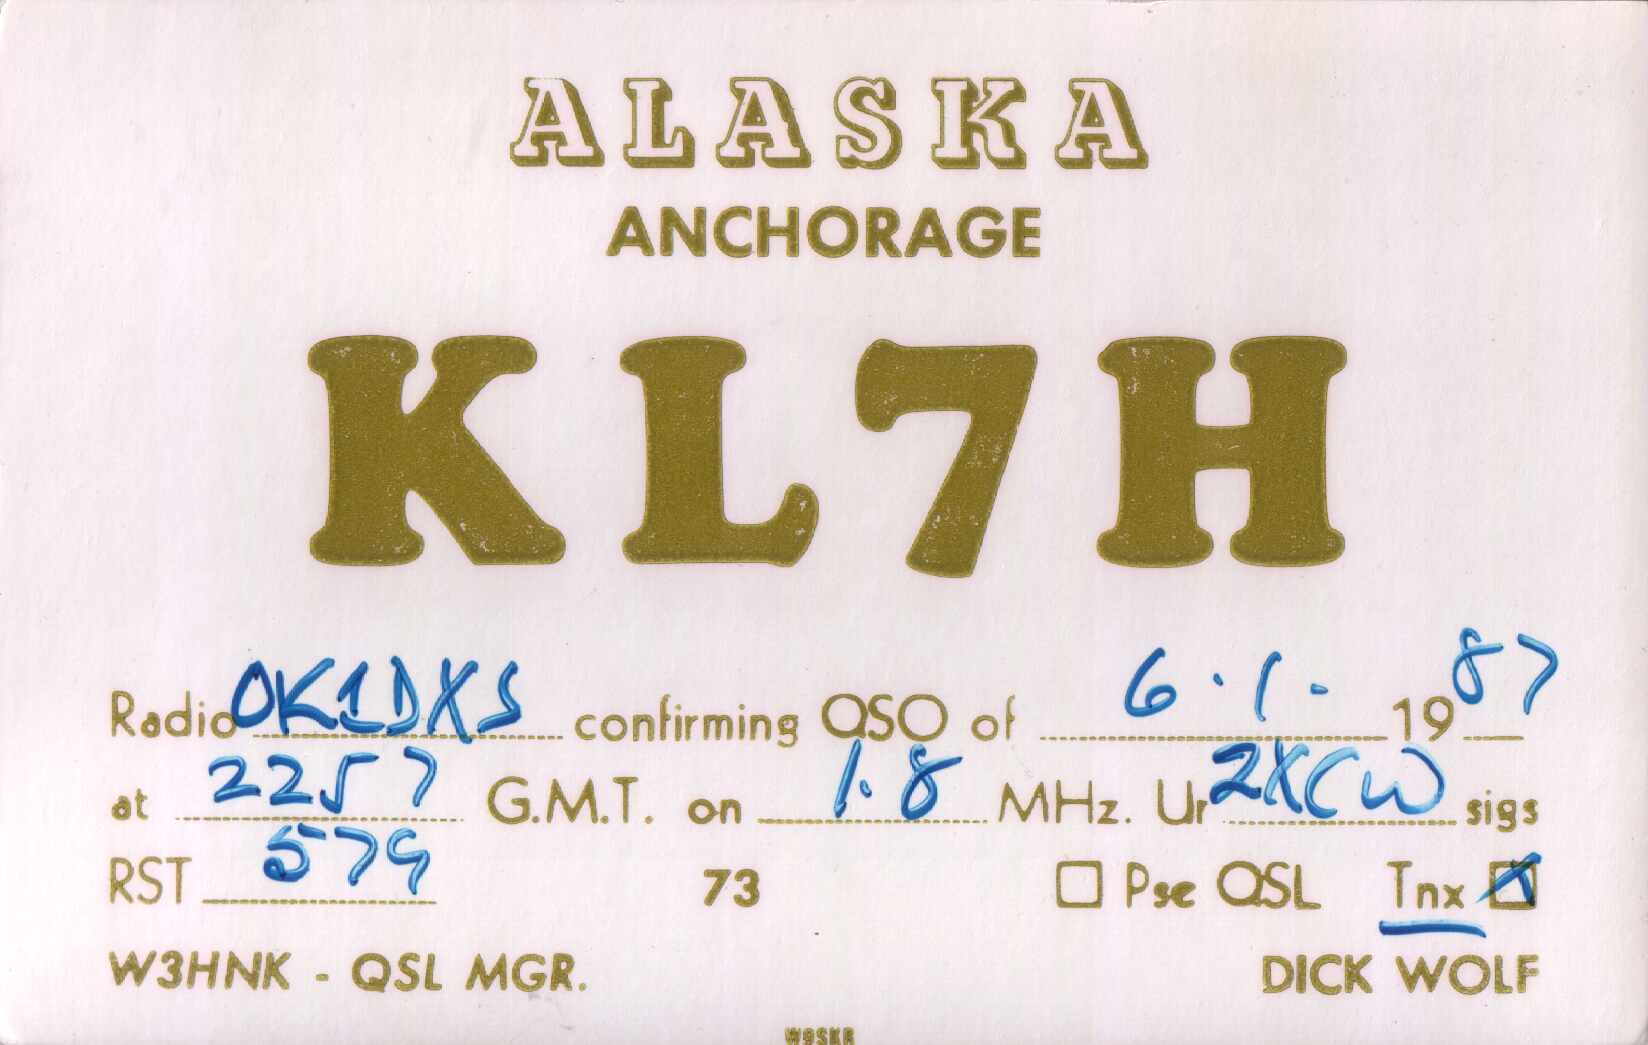 ALASKA
ANCHORAGE
KL7H
Radio OK1DXS confirming QSO of 6.1. 1987
at 2257 G.M.T. on 1.8 MHz. Ur 2XCW sigs
RST 579 73 Pse QSL Tnx
W3HNK - QSL MGR. DICK WOLF
W9SKR